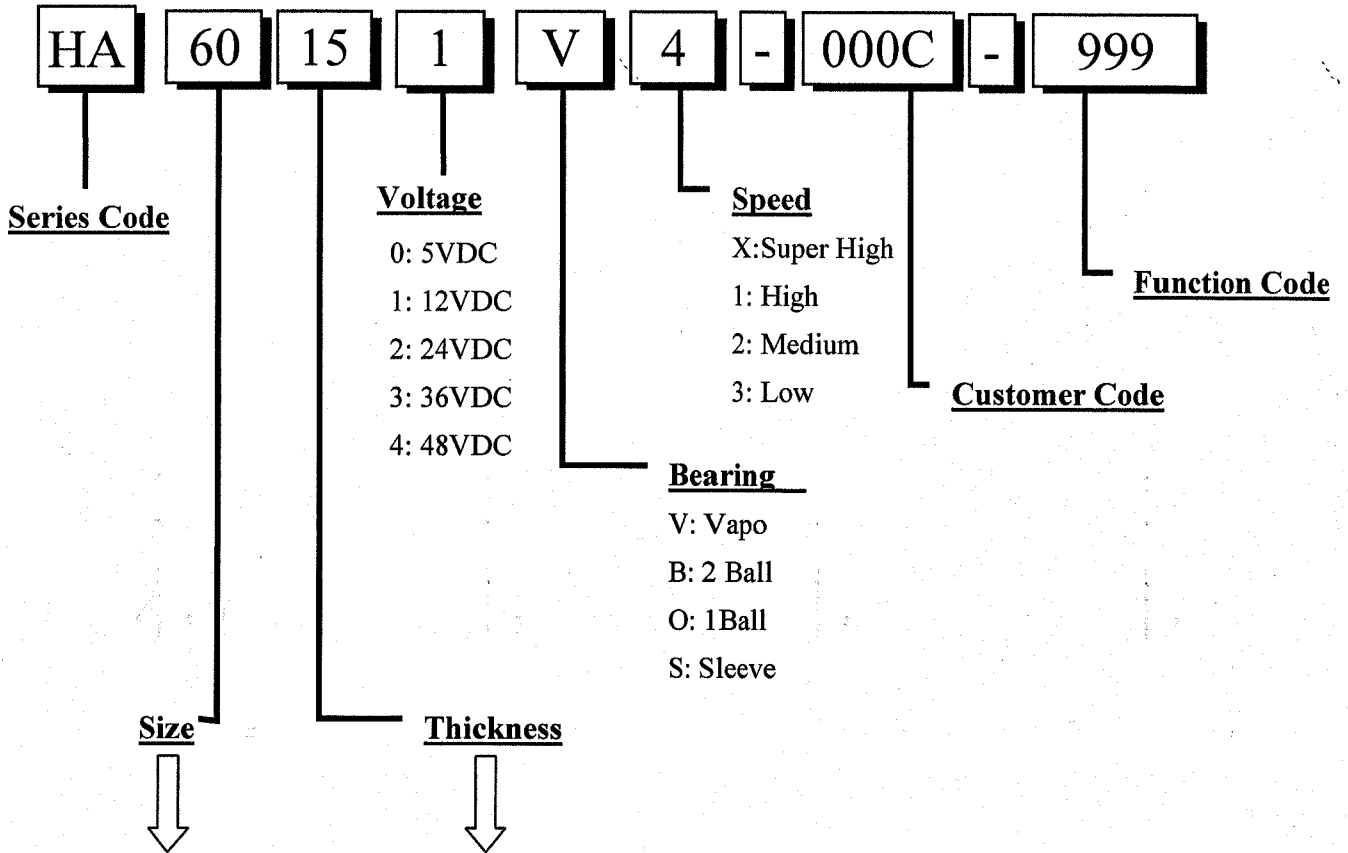 HA 60 15 1 V 4 - 000C - 999
Series Code
Voltage
0: 5VDC
1: 12VDC
2: 24VDC
3: 36VDC
4: 48VDC
Speed
X:Super High
1: High
2: Medium
3: Low
Function Code
Customer Code
Bearing
V: Vapo
B: 2 Ball
O: 1Ball
S: Sleeve
Size
Thickness